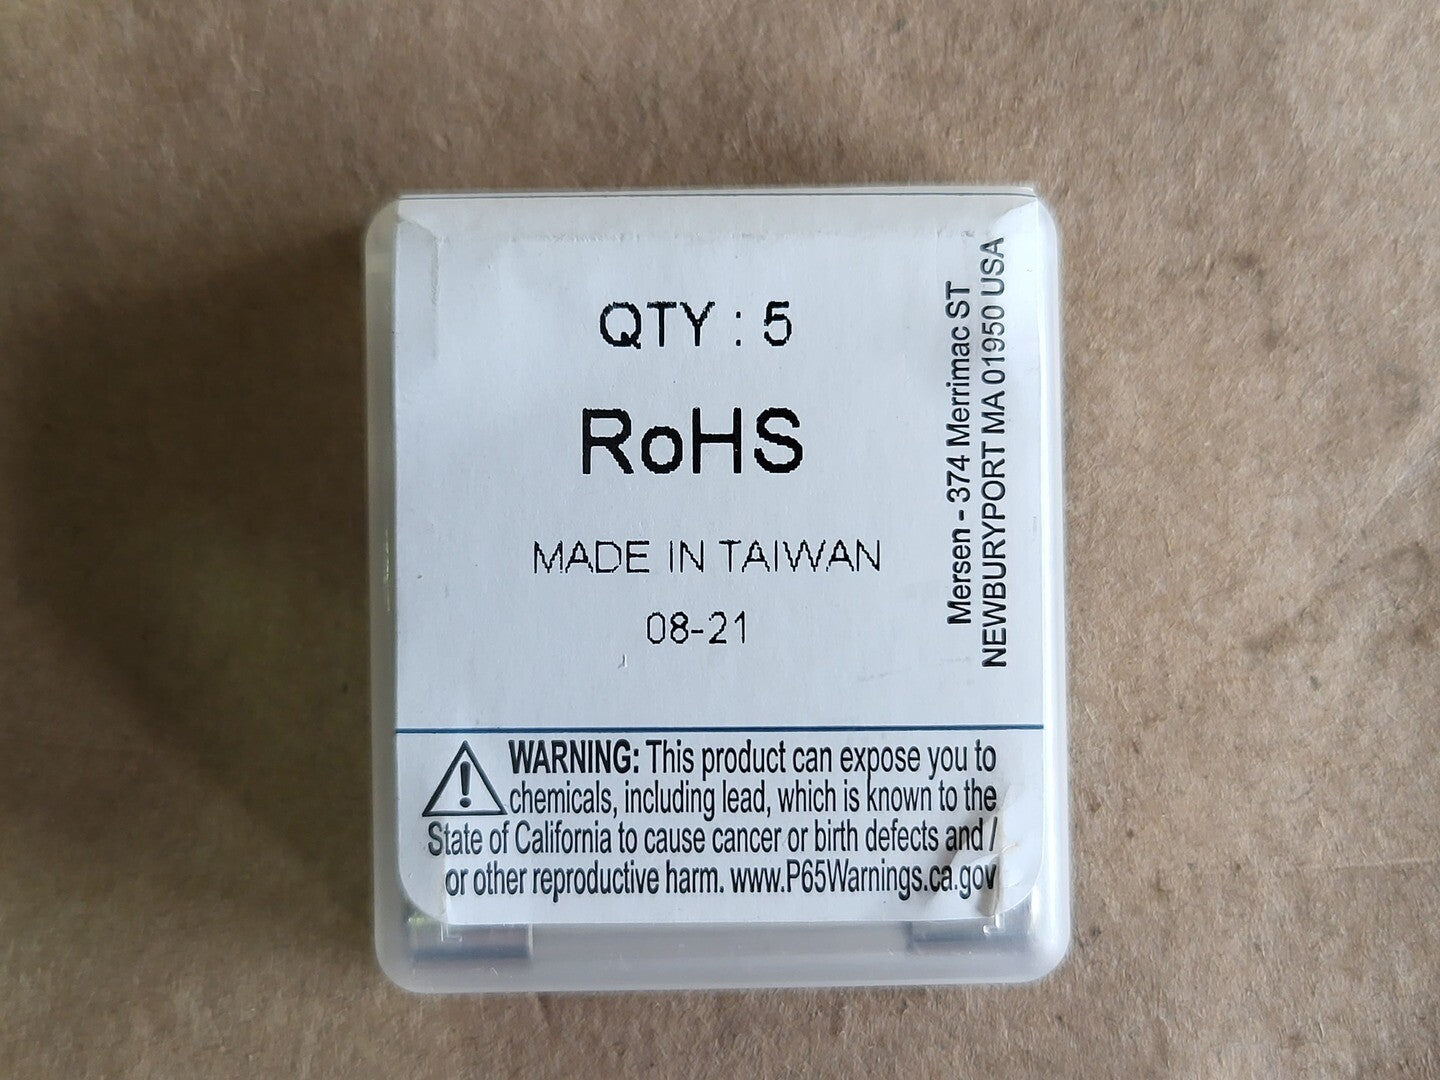 QTY : 5
RoHS
MADE IN TAIWAN
08-21
Mersen - 374 Merrimac ST
NEWBURYPORT MA 01950 USA
WARNING: This product can expose you to
chemicals, including lead, which is known to the
State of California to cause cancer or birth defects and /
or other reproductive harm. www.P65Warnings.ca.gov